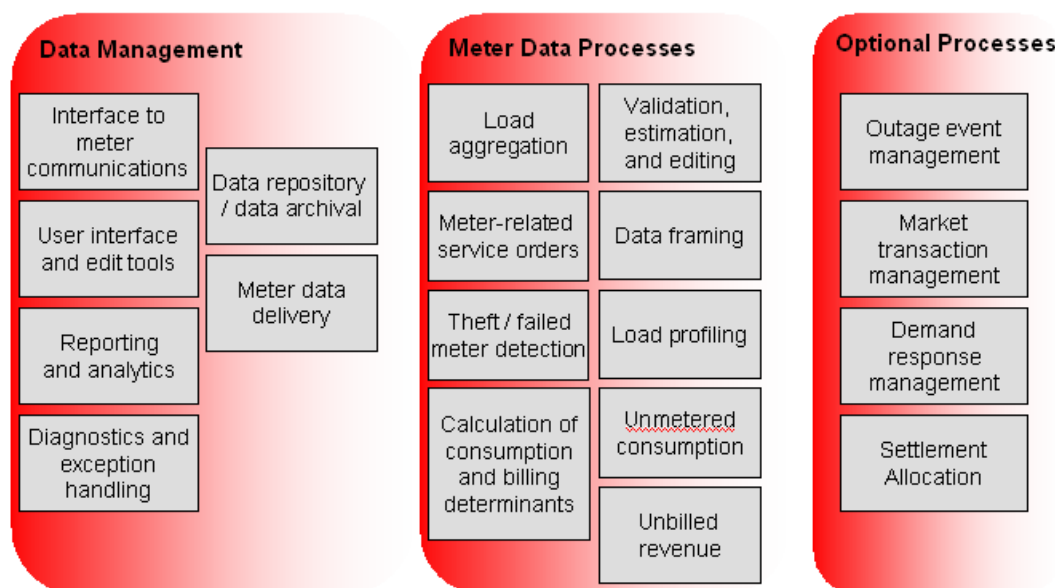 Data Management
Interface to
meter
communications
User interface
and edit tools
Reporting
and analytics
Diagnostics and
exception
handling
Data repository
/ data archival
Meter data
delivery
Meter Data Processes
Load
aggregation
Meter-related
service orders
Theft / failed
meter detection
Calculation of
consumption
and billing
determinants
Validation,
estimation,
and editing
Data framing
Load profiling
Unmetered
consumption
Unbilled
revenue
Optional Processes
Outage event
management
Market
transaction
management
Demand
response
management
Settlement
Allocation